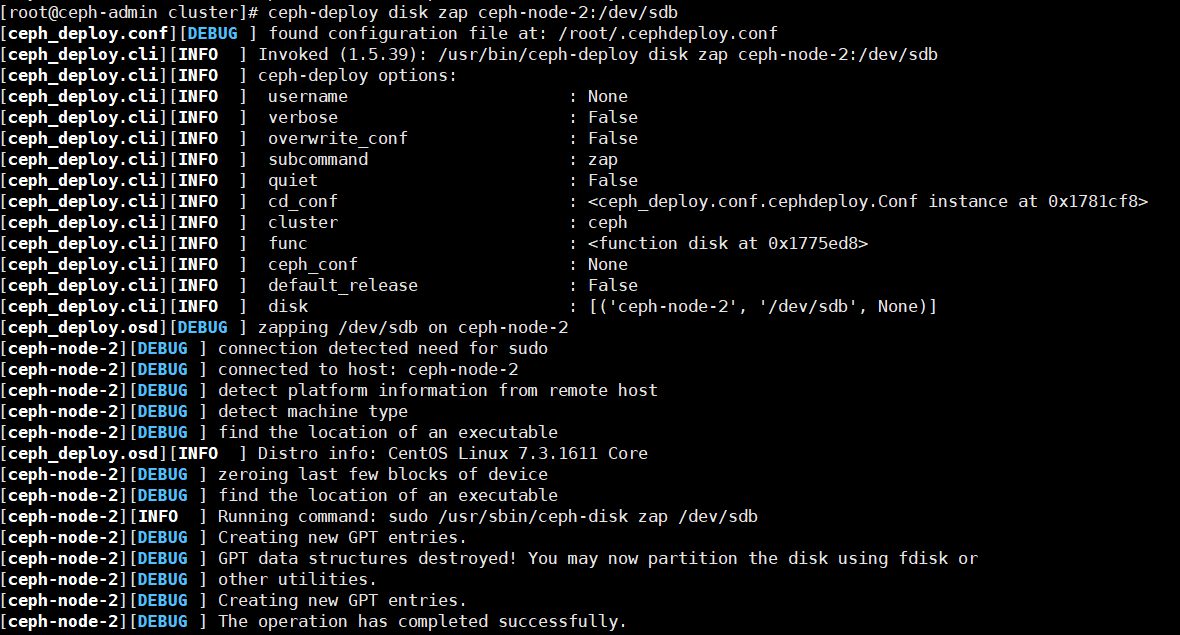 [root@ceph-admin cluster]# ceph-deploy disk zap ceph-node-2:/dev/sdb
[ceph_deploy.conf][DEBUG ] found configuration file at: /root/.cephdeploy.conf
[ceph_deploy.cli][INFO  ] Invoked (1.5.39): /usr/bin/ceph-deploy disk zap ceph-node-2:/dev/sdb
[ceph_deploy.cli][INFO  ] ceph-deploy options:
[ceph_deploy.cli][INFO  ]  username                      : None
[ceph_deploy.cli][INFO  ]  verbose                       : False
[ceph_deploy.cli][INFO  ]  overwrite_conf                : False
[ceph_deploy.cli][INFO  ]  subcommand                    : zap
[ceph_deploy.cli][INFO  ]  quiet                         : False
[ceph_deploy.cli][INFO  ]  cd_conf                       : <ceph_deploy.conf.cephdeploy.Conf instance at 0x1781cf8>
[ceph_deploy.cli][INFO  ]  cluster                       : ceph
[ceph_deploy.cli][INFO  ]  func                          : <function disk at 0x1775ed8>
[ceph_deploy.cli][INFO  ]  ceph_conf                     : None
[ceph_deploy.cli][INFO  ]  default_release               : False
[ceph_deploy.cli][INFO  ]  disk                          : [('ceph-node-2', '/dev/sdb', None)]
[ceph_deploy.osd][DEBUG ] zapping /dev/sdb on ceph-node-2
[ceph-node-2][DEBUG ] connection detected need for sudo
[ceph-node-2][DEBUG ] connected to host: ceph-node-2
[ceph-node-2][DEBUG ] detect platform information from remote host
[ceph-node-2][DEBUG ] detect machine type
[ceph-node-2][DEBUG ] find the location of an executable
[ceph_deploy.osd][INFO  ] Distro info: CentOS Linux 7.3.1611 Core
[ceph-node-2][DEBUG ] zeroing last few blocks of device
[ceph-node-2][DEBUG ] find the location of an executable
[ceph-node-2][INFO  ] Running command: sudo /usr/sbin/ceph-disk zap /dev/sdb
[ceph-node-2][DEBUG ] Creating new GPT entries.
[ceph-node-2][DEBUG ] GPT data structures destroyed! You may now partition the disk using fdisk or
[ceph-node-2][DEBUG ] other utilities.
[ceph-node-2][DEBUG ] Creating new GPT entries.
[ceph-node-2][DEBUG ] The operation has completed successfully.